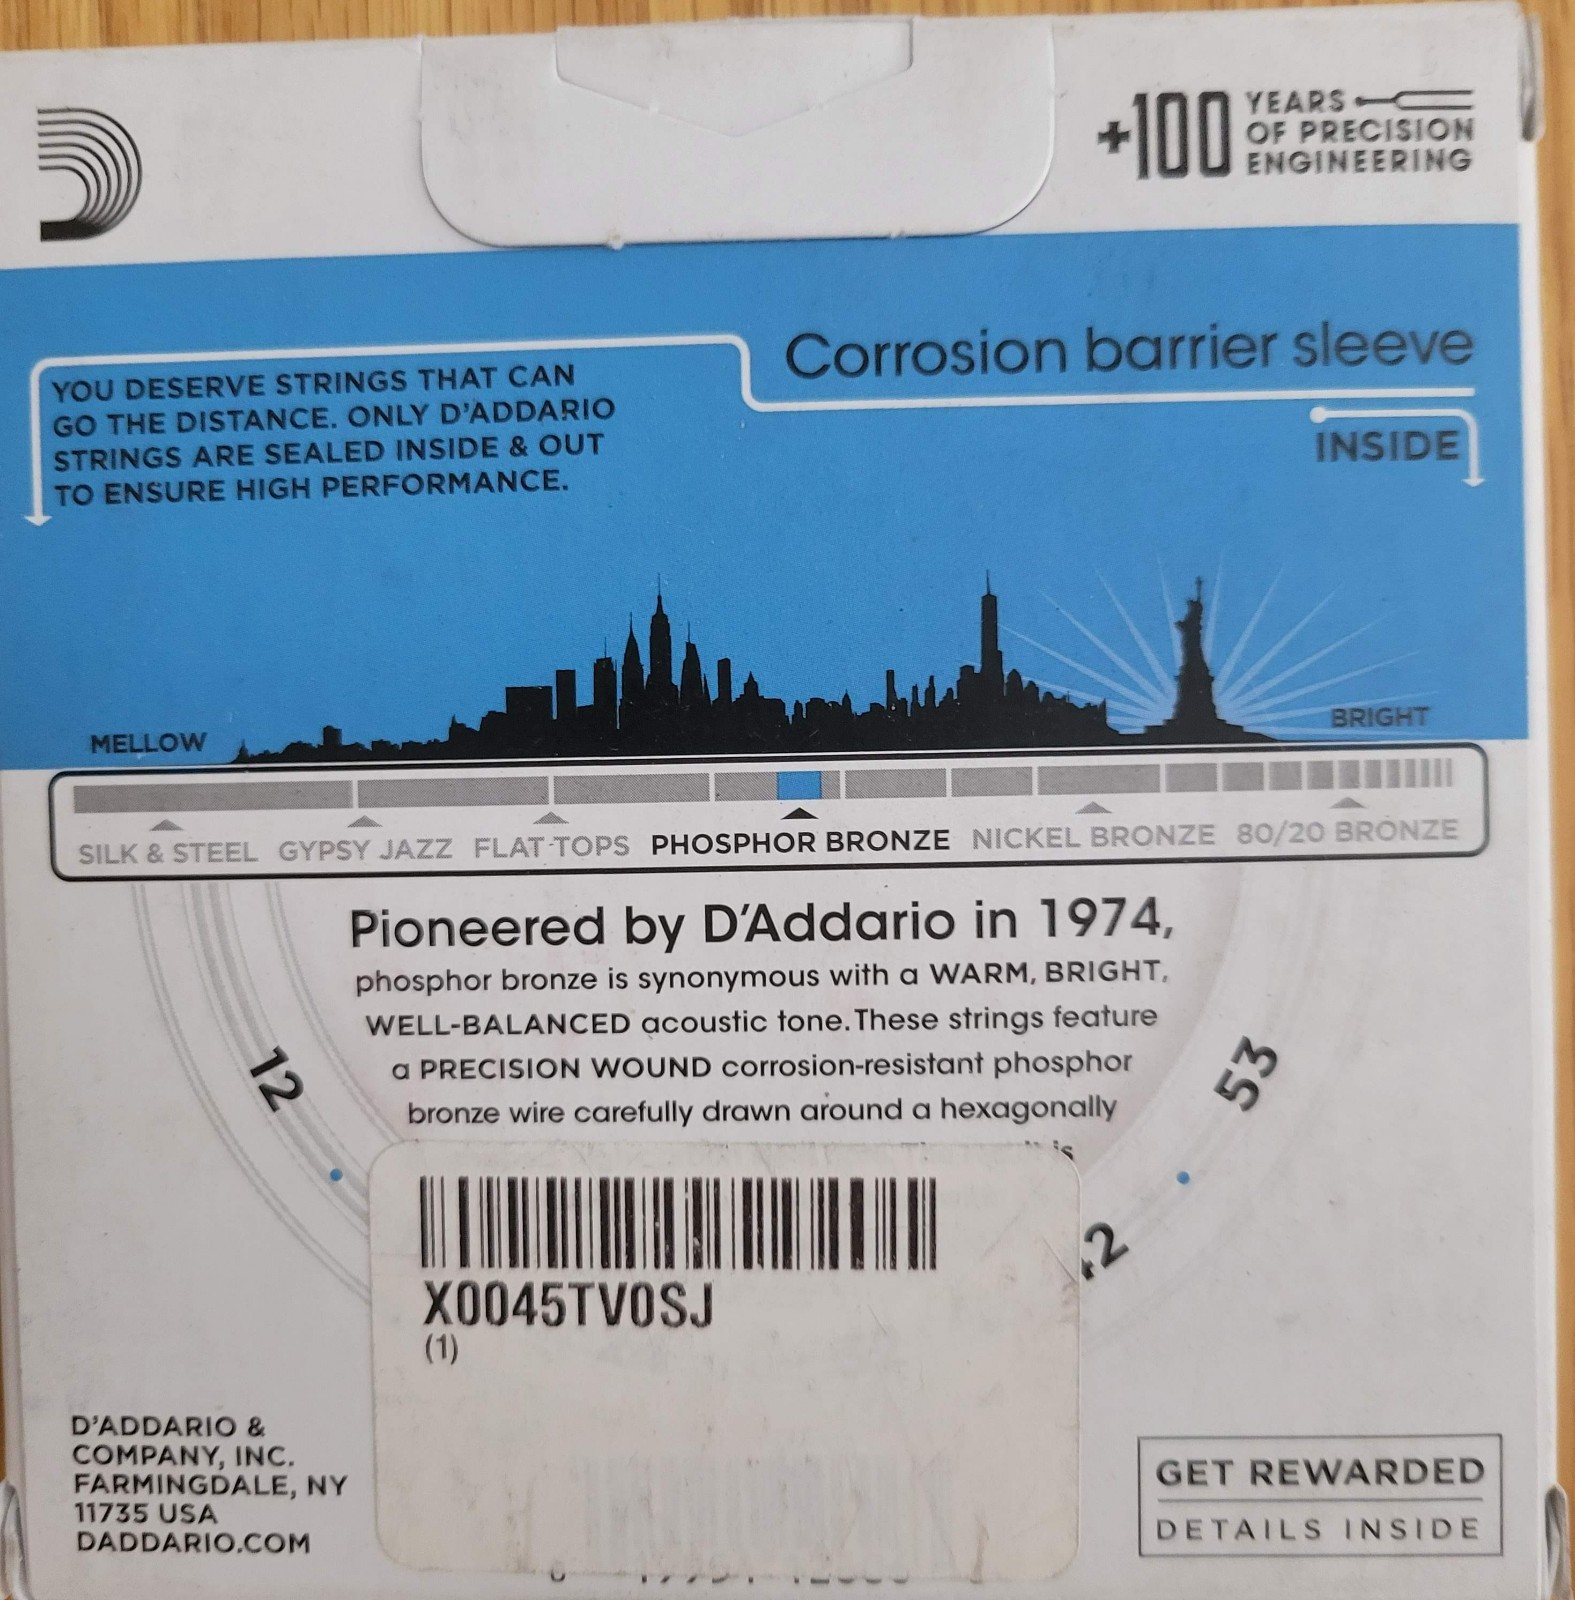 +100 YEARS
OF PRECISION
ENGINEERING
Corrosion barrier sleeve
INSIDE
YOU DESERVE STRINGS THAT CAN
GO THE DISTANCE. ONLY D'ADDARIO
STRINGS ARE SEALED INSIDE & OUT
TO ENSURE HIGH PERFORMANCE.
MELLOW
BRIGHT
SILK & STEEL GYPSY JAZZ FLAT-TOPS PHOSPHOR BRONZE NICKEL BRONZE 80/20 BRONZE
Pioneered by D'Addario in 1974,
phosphor bronze is synonymous with a WARM, BRIGHT,
WELL-BALANCED acoustic tone. These strings feature
a PRECISION WOUND corrosion-resistant phosphor
bronze wire carefully drawn around a hexagonally
is
12
53
X0045TV0SJ
(1)
D'ADDARIO &
COMPANY, INC.
FARMINGDALE, NY
11735 USA
DADDARIO.COM
GET REWARDED
DETAILS INSIDE